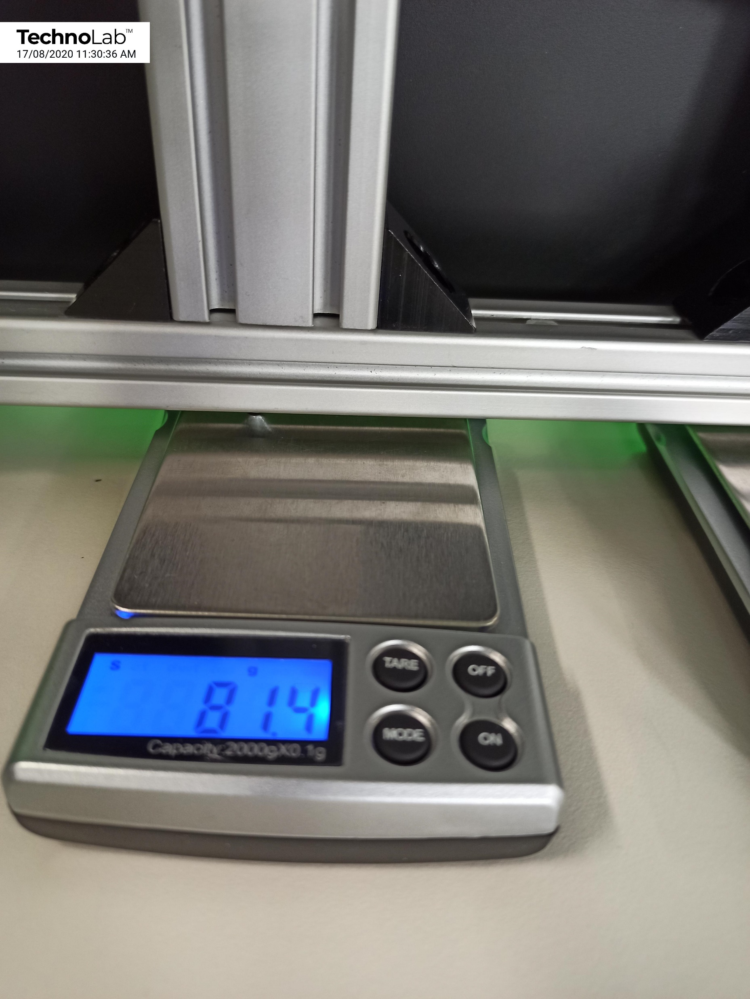 TechnoLab™
17/08/2020 11:30:36 AM
S g
81.4
Capacity:2000gX0.1g
TARE OFF
MODE ON